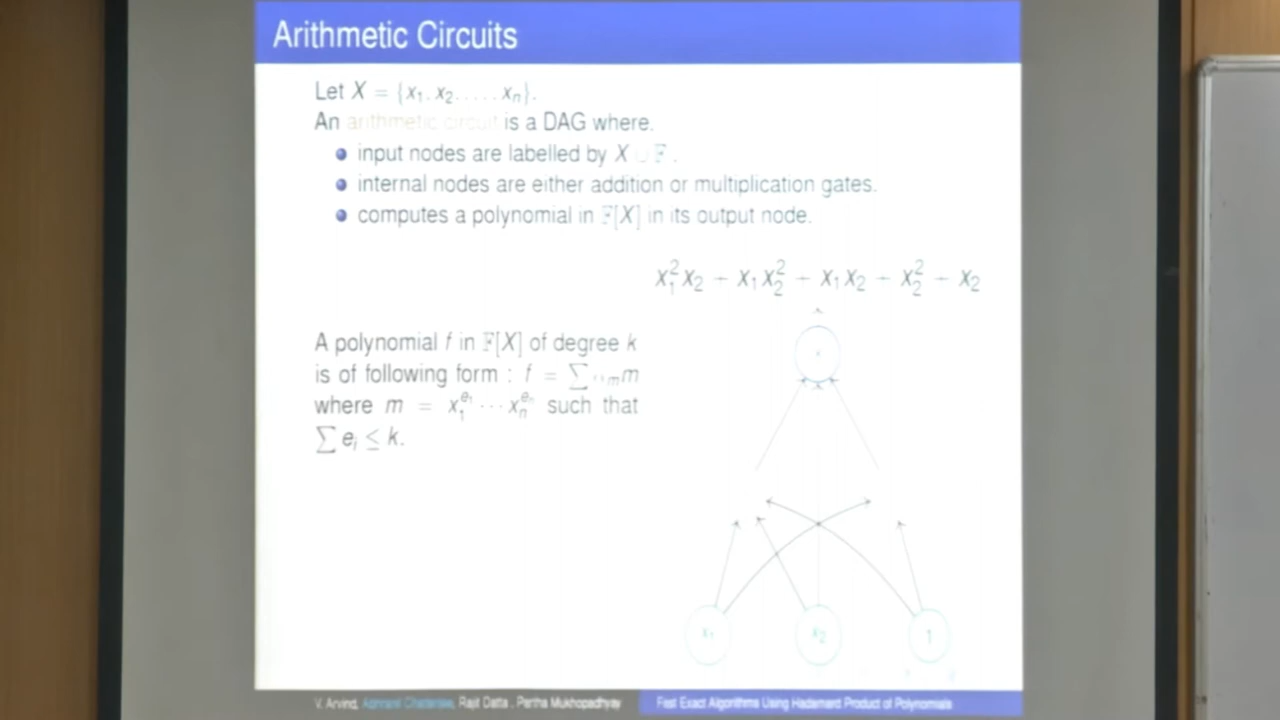 Arithmetic Circuits
Let X = {x₁, x₂, ..., xₙ}.
An arithmetic circuit is a DAG where.
input nodes are labelled by X ∪ 𝔽.
internal nodes are either addition or multiplication gates.
computes a polynomial in 𝔽[X] in its output node.
x₁²x₂ + x₁x₂² + x₁x₂ + x₂² + x₂
A polynomial f in 𝔽[X] of degree k
is of following form : f = ∑ αₘm
where m = x₁^{e₁} ⋯ xₙ^{eₙ} such that
∑ eᵢ ≤ k.
×
x₁ x₂ 1
V. Arvind, Abhranil Chatterjee, Rajit Datta, Partha Mukhopadhyay Fast Exact Algorithms Using Hadamard Product of Polynomials